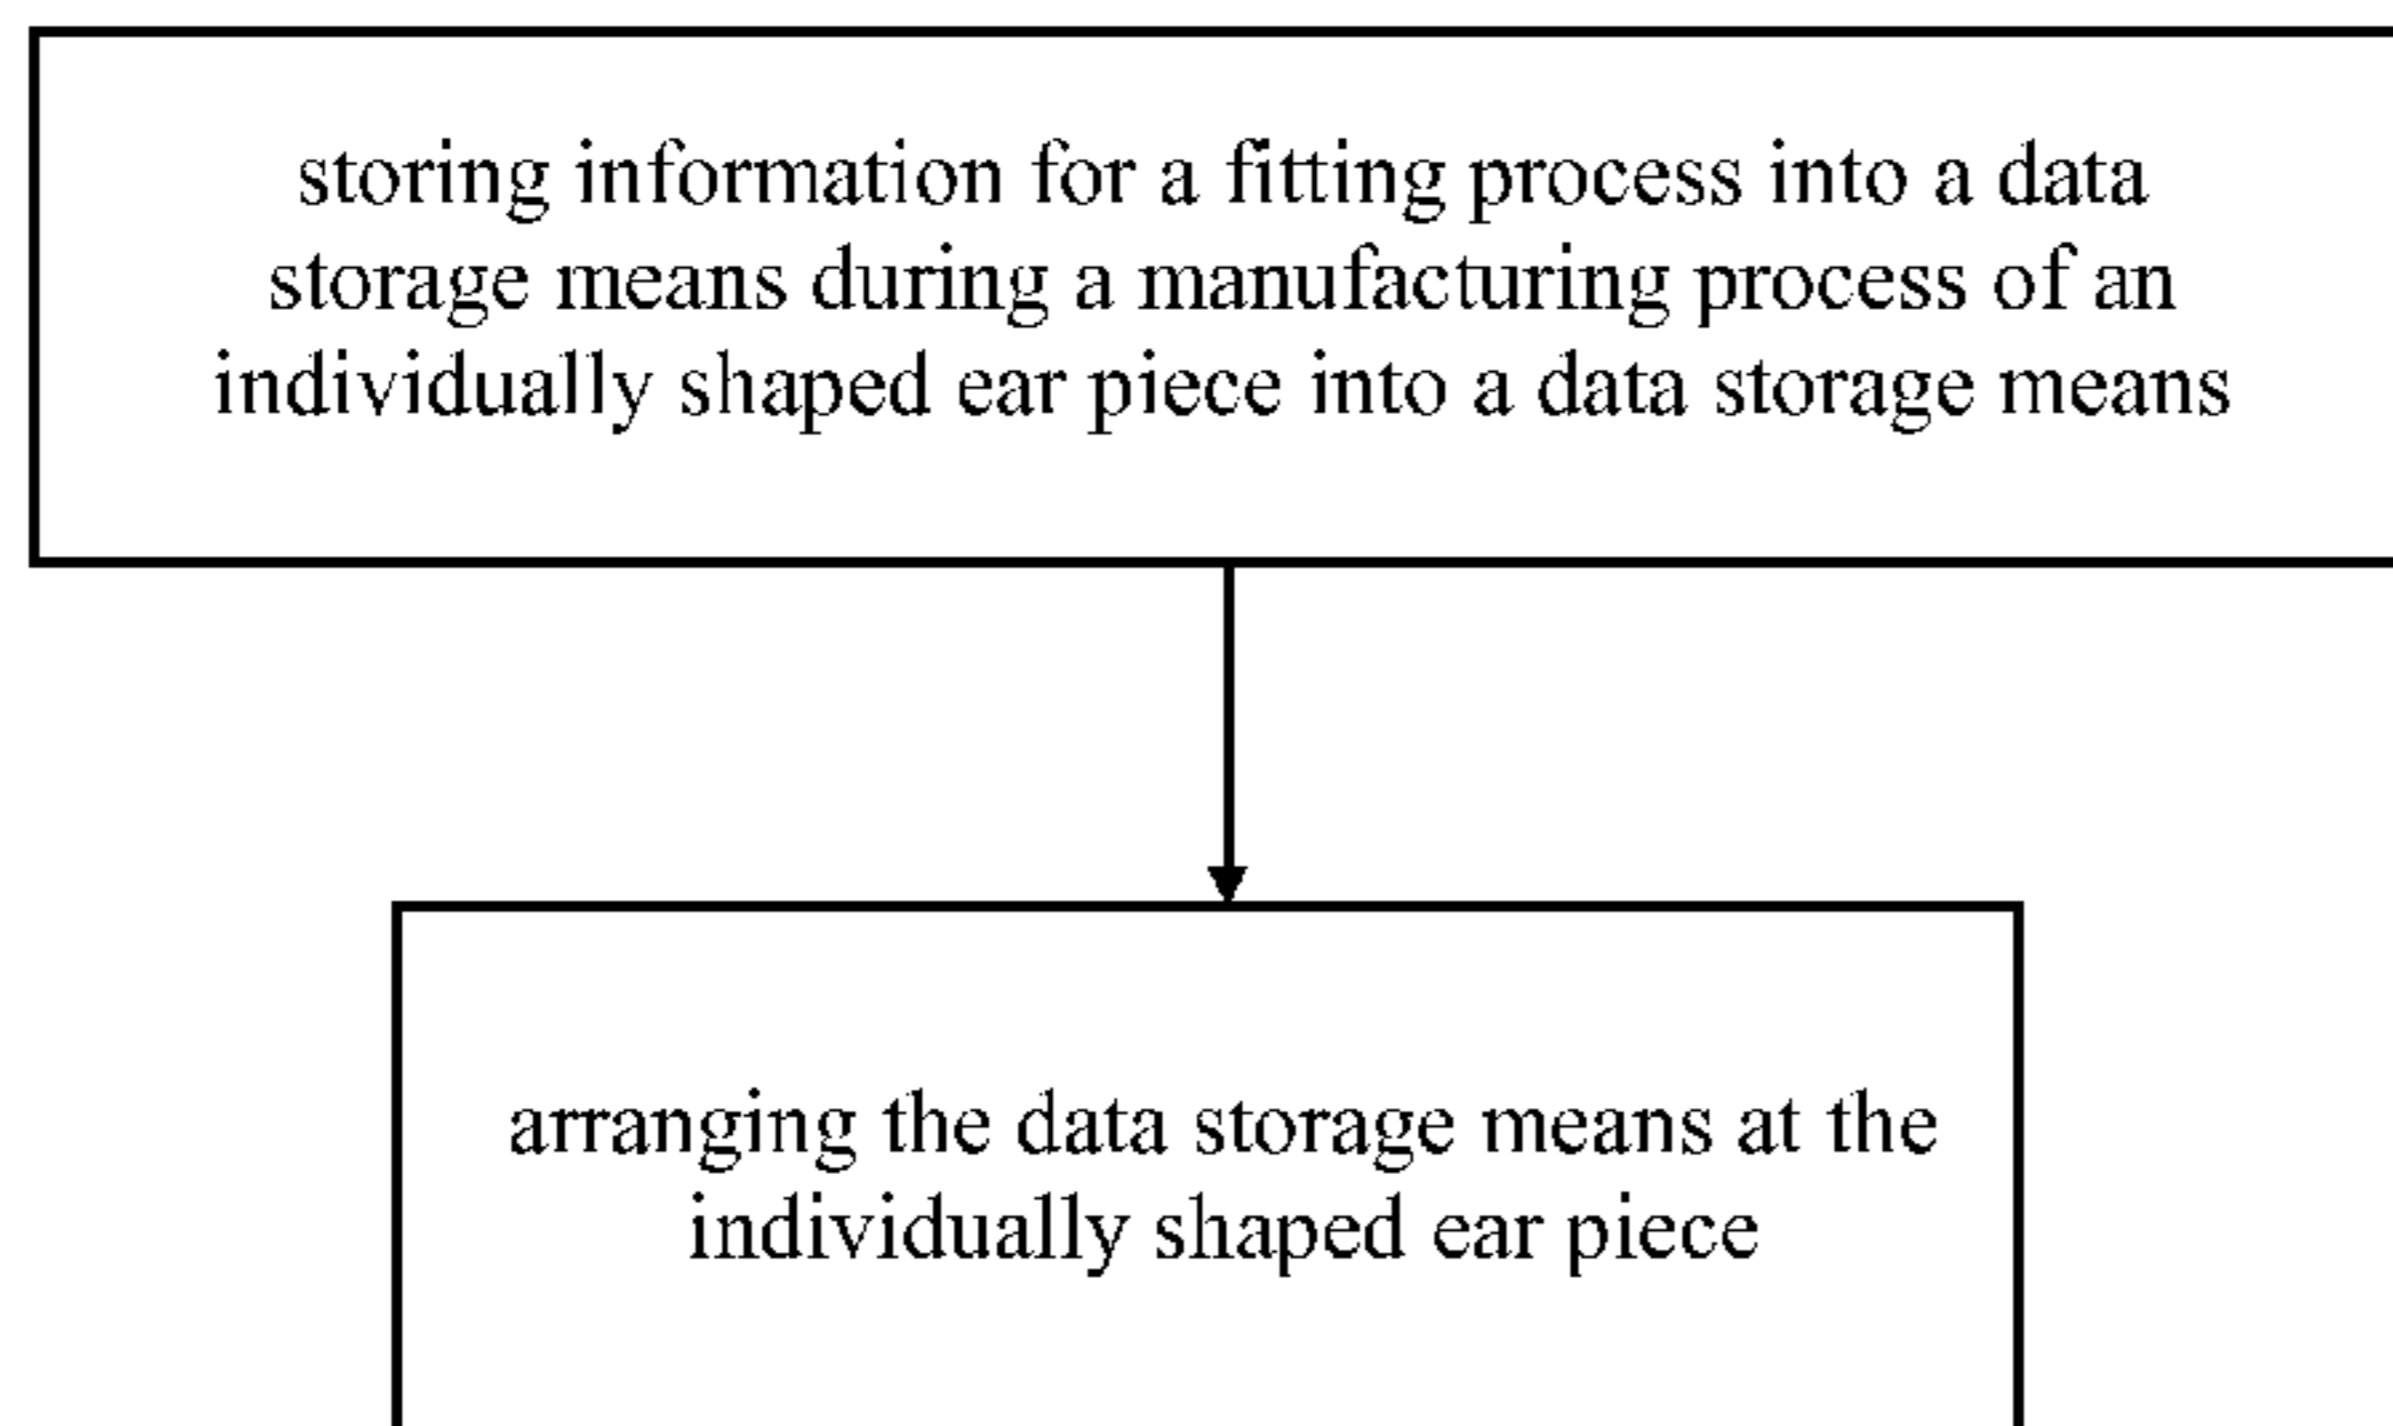 storing information for a fitting process into a data
storage means during a manufacturing process of an
individually shaped ear piece into a data storage means
arranging the data storage means at the
individually shaped ear piece